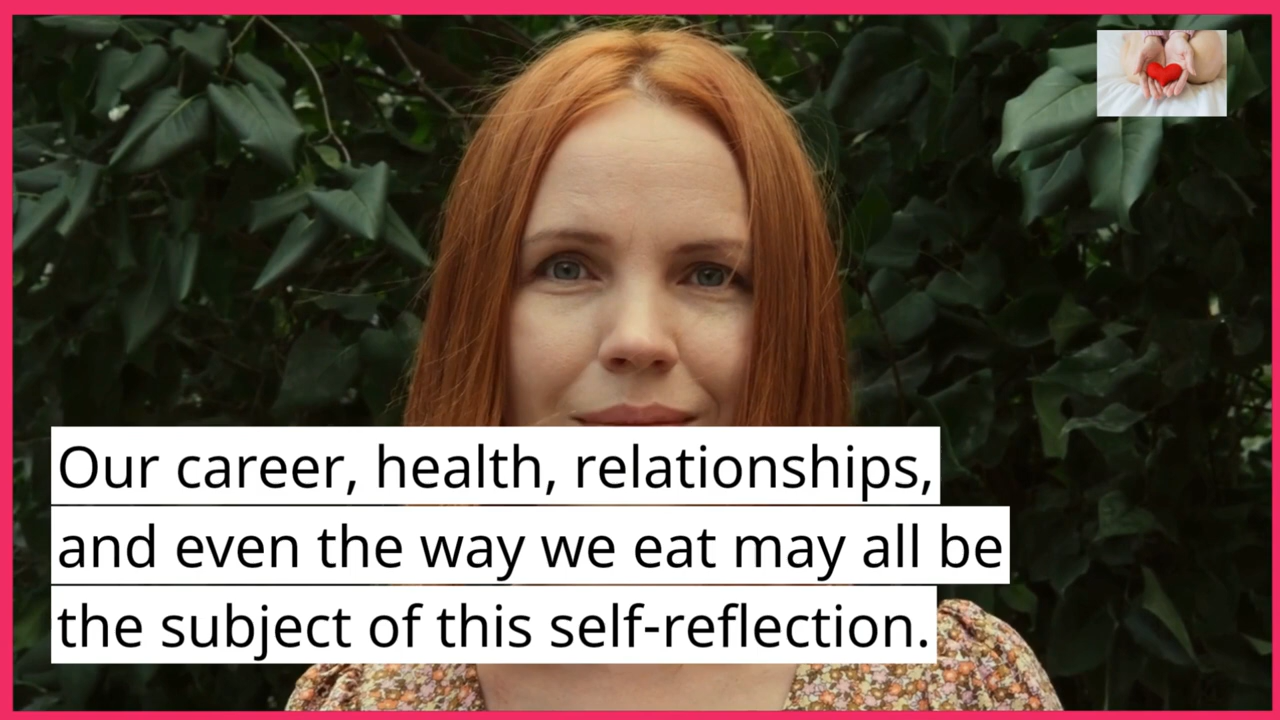 Our career, health, relationships,
and even the way we eat may all be
the subject of this self-reflection.